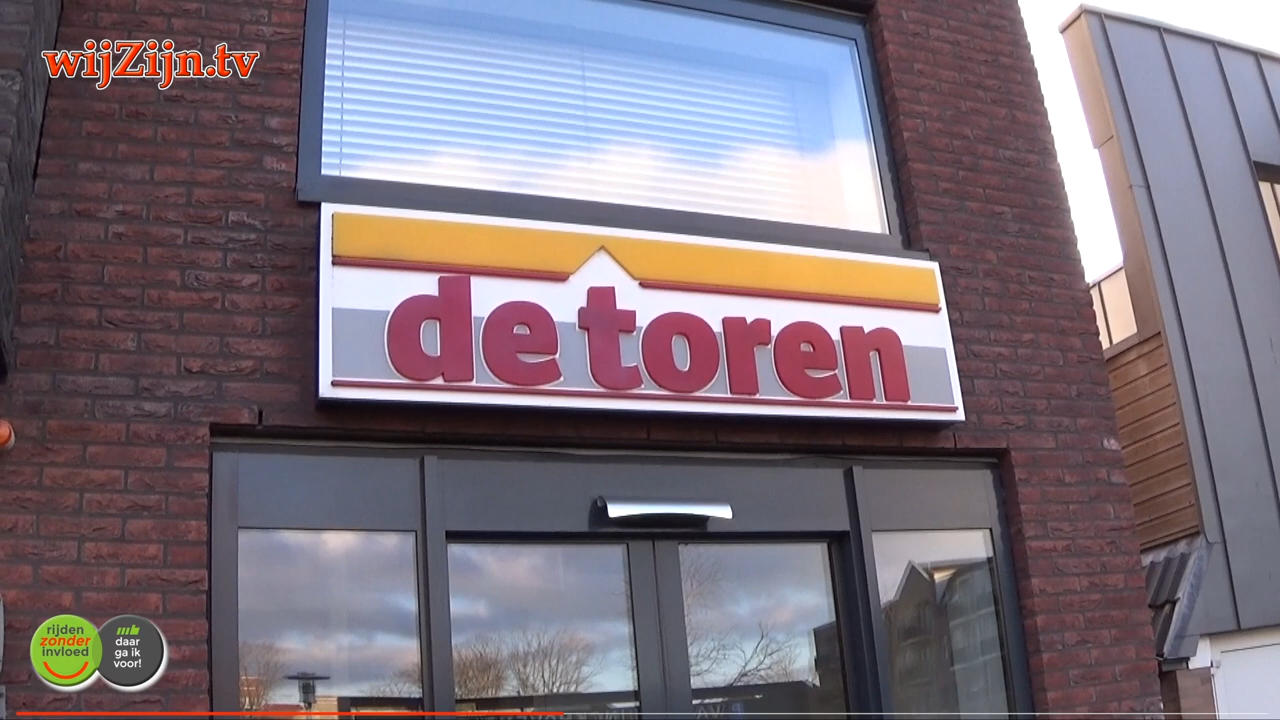 wijZijn.tv
de toren
rijden
zonder
invloed
daar
ga ik
voor!